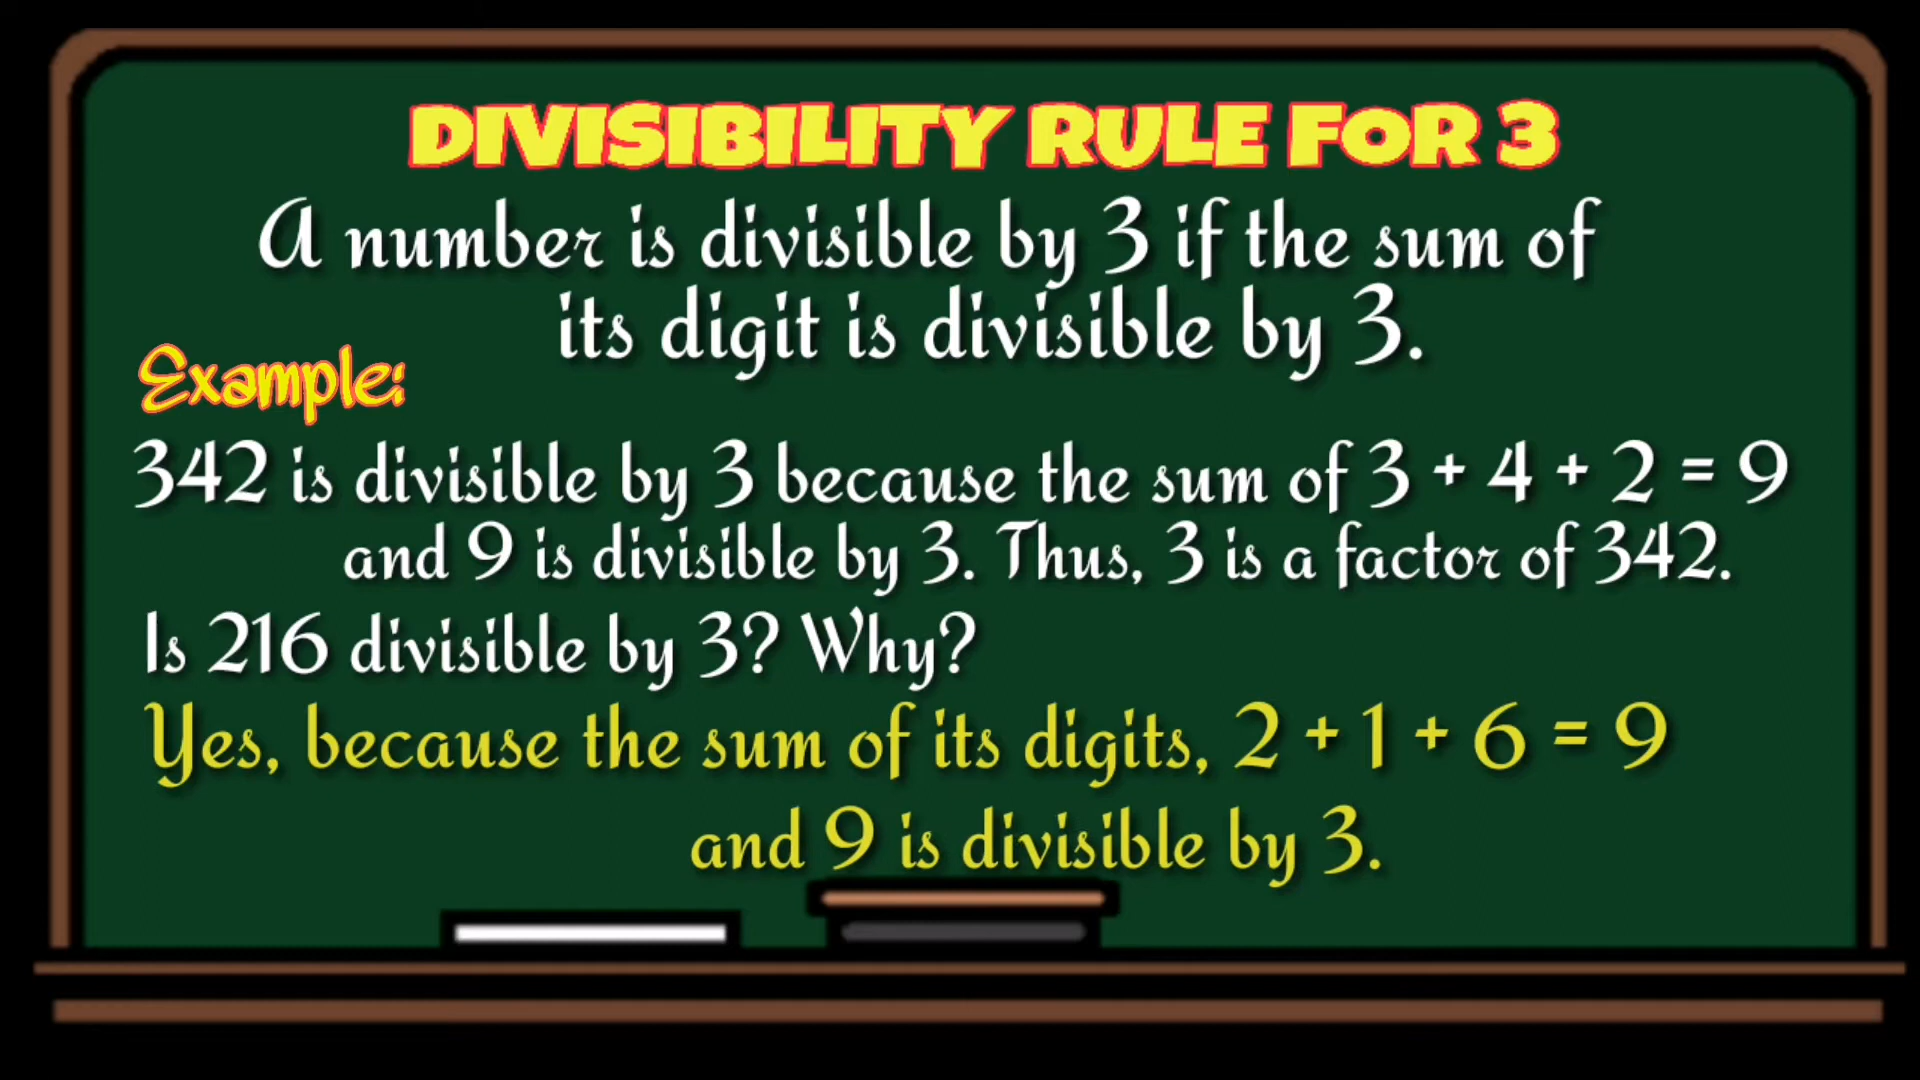 DIVISIBILITY RULE FOR 3
A number is divisible by 3 if the sum of
its digit is divisible by 3.
Example:
342 is divisible by 3 because the sum of 3 + 4 + 2 = 9
and 9 is divisible by 3. Thus, 3 is a factor of 342.
Is 216 divisible by 3? Why?
Yes, because the sum of its digits, 2 + 1 + 6 = 9
and 9 is divisible by 3.